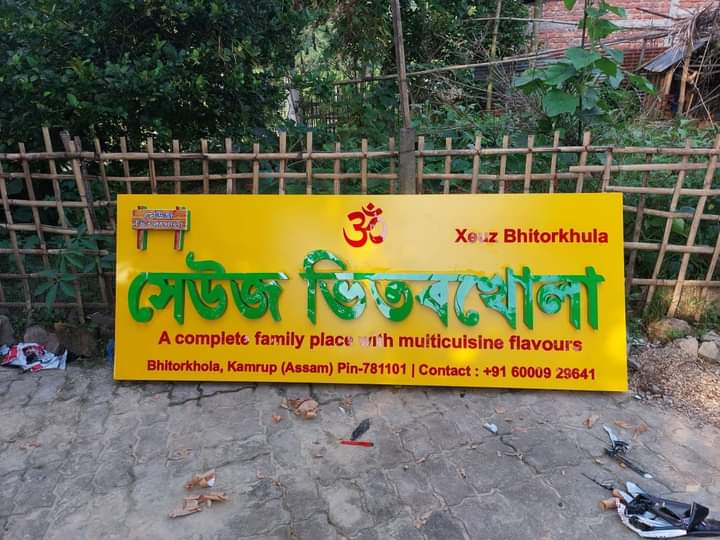 ॐ
Xeuz Bhitorkhula
সেউজ ভিতৰখোলা
A complete family place with multicuisine flavours
Bhitorkhola, Kamrup (Assam) Pin-781101 | Contact : +91 60009 29641